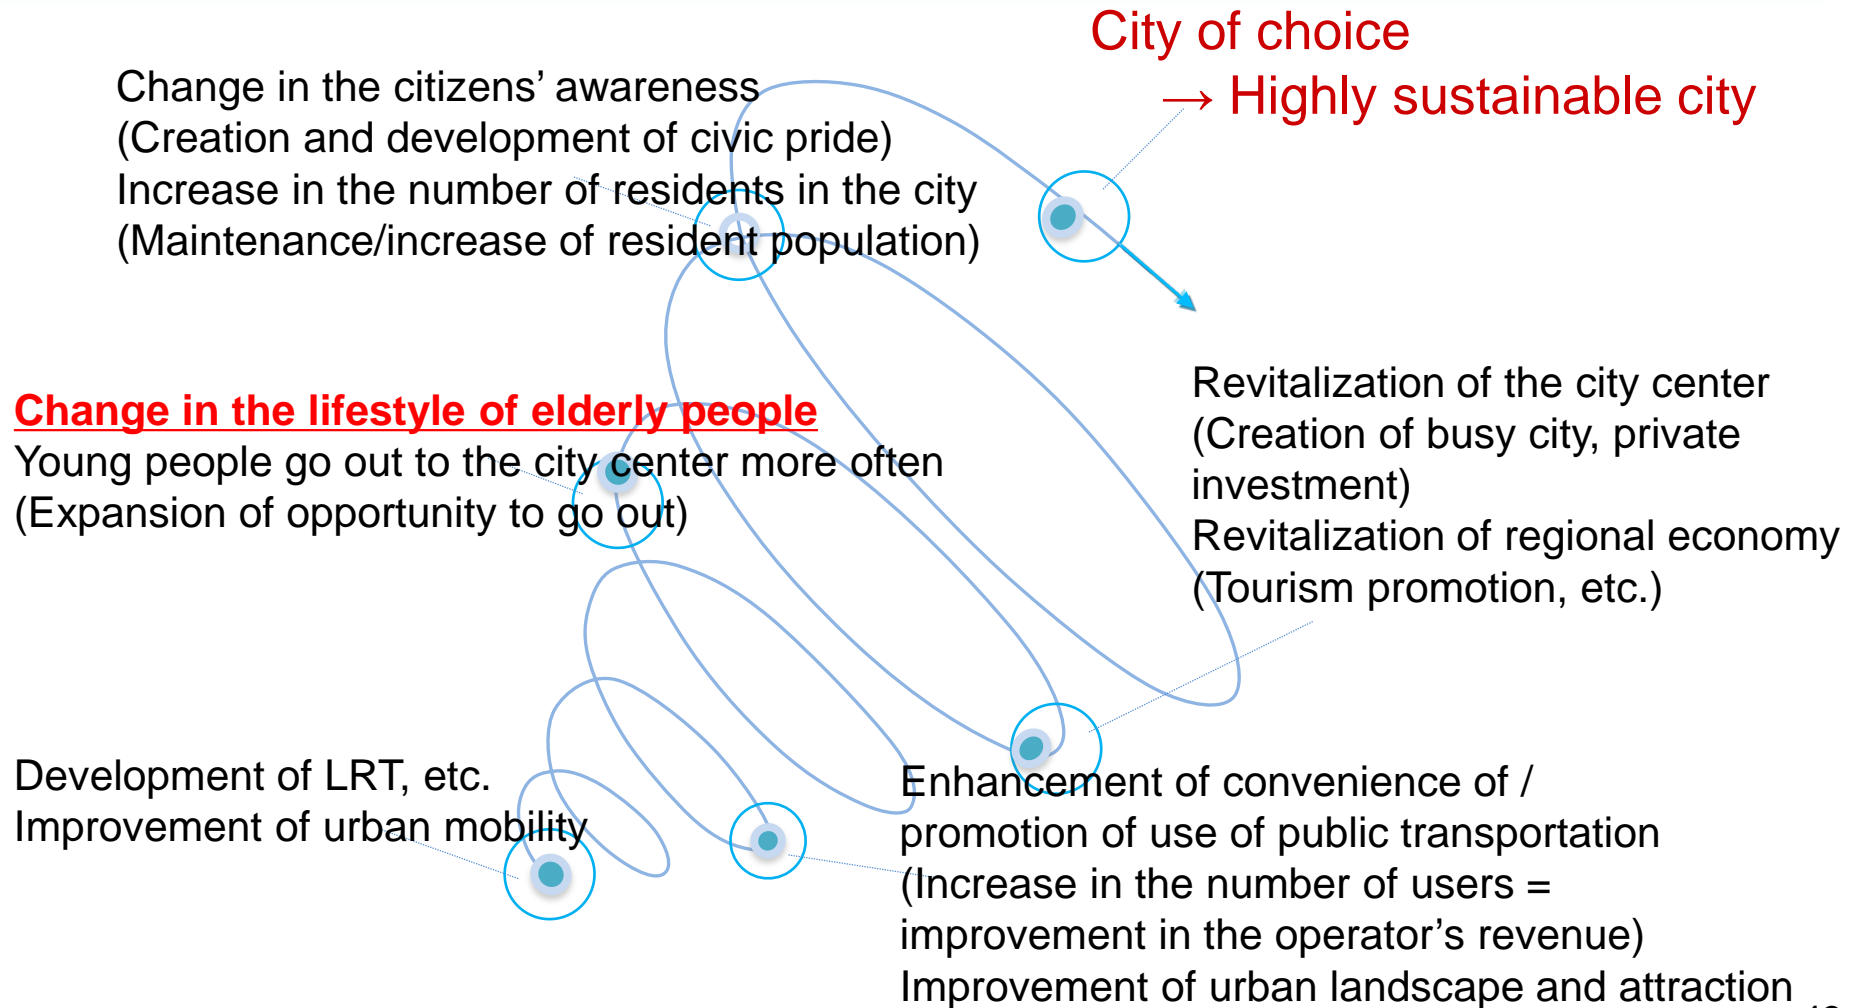 City of choice
→ Highly sustainable city
Change in the citizens’ awareness
(Creation and development of civic pride)
Increase in the number of residents in the city
(Maintenance/increase of resident population)
Change in the lifestyle of elderly people
Young people go out to the city center more often
(Expansion of opportunity to go out)
Revitalization of the city center
(Creation of busy city, private
investment)
Revitalization of regional economy
(Tourism promotion, etc.)
Development of LRT, etc.
Improvement of urban mobility
Enhancement of convenience of /
promotion of use of public transportation
(Increase in the number of users =
improvement in the operator’s revenue)
Improvement of urban landscape and attraction